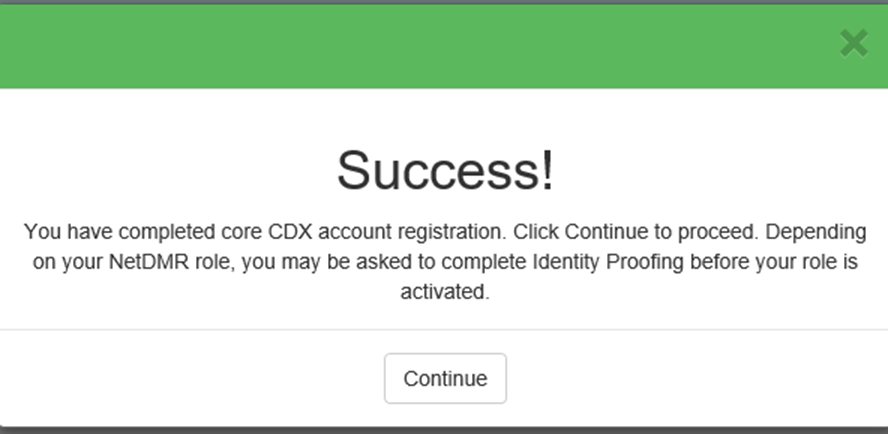 Success!
You have completed core CDX account registration. Click Continue to proceed. Depending
on your NetDMR role, you may be asked to complete Identity Proofing before your role is
activated.
Continue